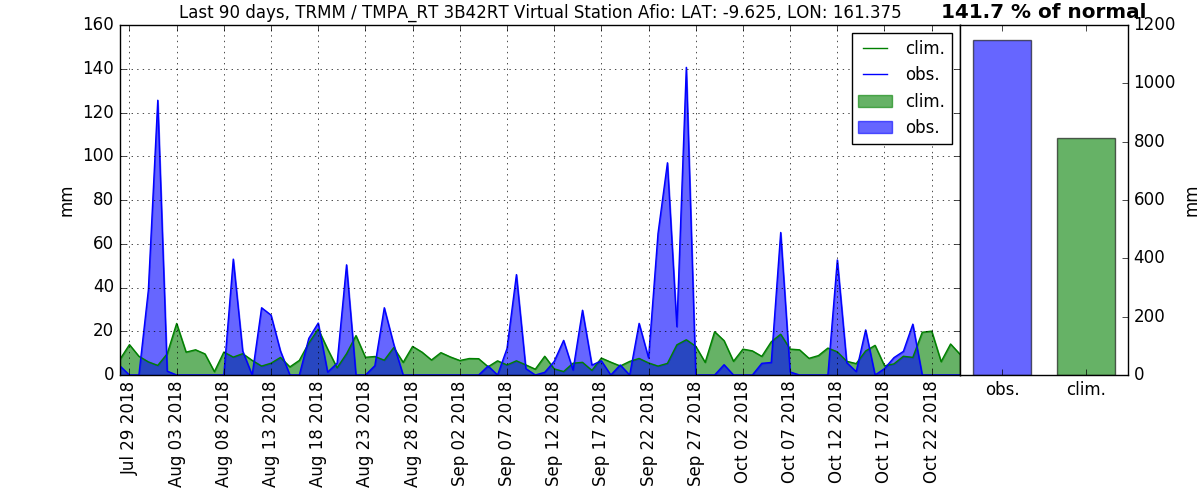 Last 90 days, TRMM / TMPA_RT 3B42RT Virtual Station Afio: LAT: -9.625, LON: 161.375
141.7 % of normal
160
140
120
100
80
60
40
20
0
mm
clim.
obs.
clim.
obs.
Jul 29 2018
Aug 03 2018
Aug 08 2018
Aug 13 2018
Aug 18 2018
Aug 23 2018
Aug 28 2018
Sep 02 2018
Sep 07 2018
Sep 12 2018
Sep 17 2018
Sep 22 2018
Sep 27 2018
Oct 02 2018
Oct 07 2018
Oct 12 2018
Oct 17 2018
Oct 22 2018
1200
1000
800
600
400
200
0
mm
obs.
clim.